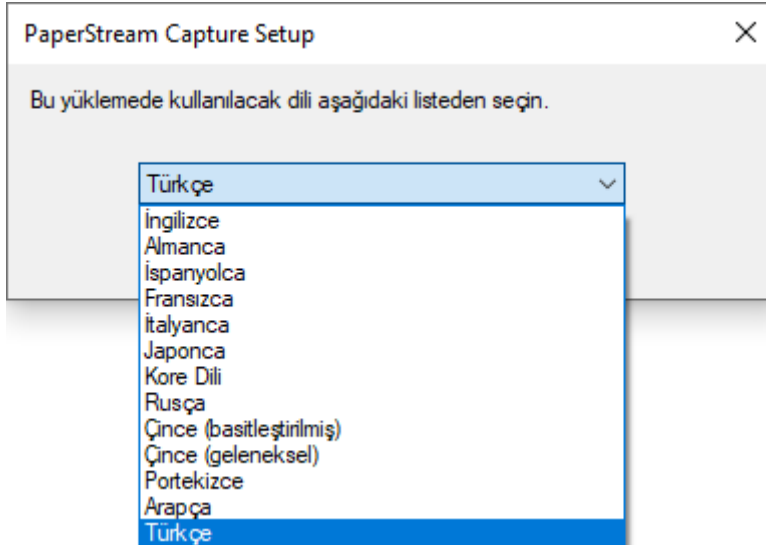 PaperStream Capture Setup
Bu yüklemede kullanılacak dili aşağıdaki listeden seçin.
Türkçe
İngilizce
Almanca
İspanyolca
Fransızca
İtalyanca
Japonca
Kore Dili
Rusça
Çince (basitleştirilmiş)
Çince (geleneksel)
Portekizce
Arapça
Türkçe